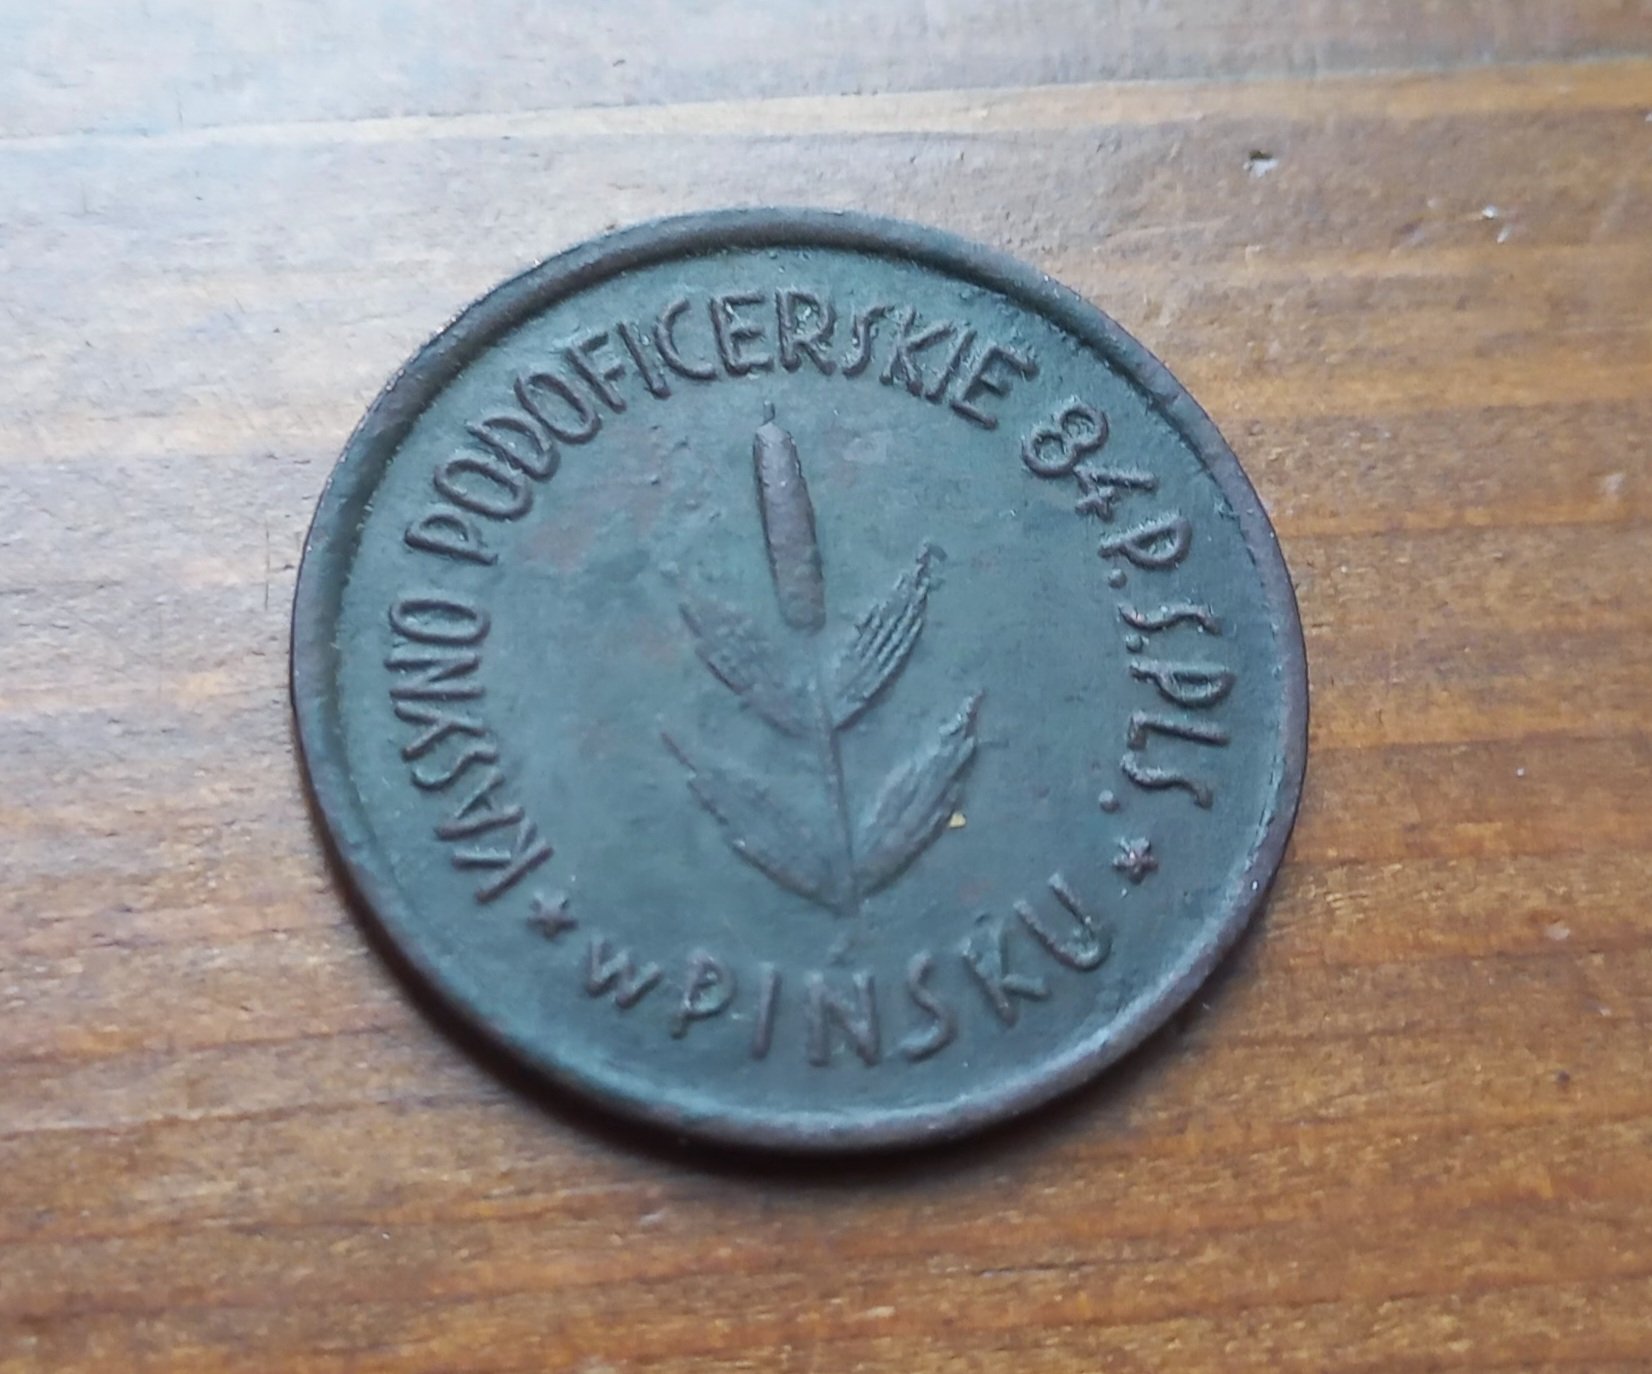 KASYNO PODOFICERSKIE 84 P.S.PLS.
* W PIŃSKU *